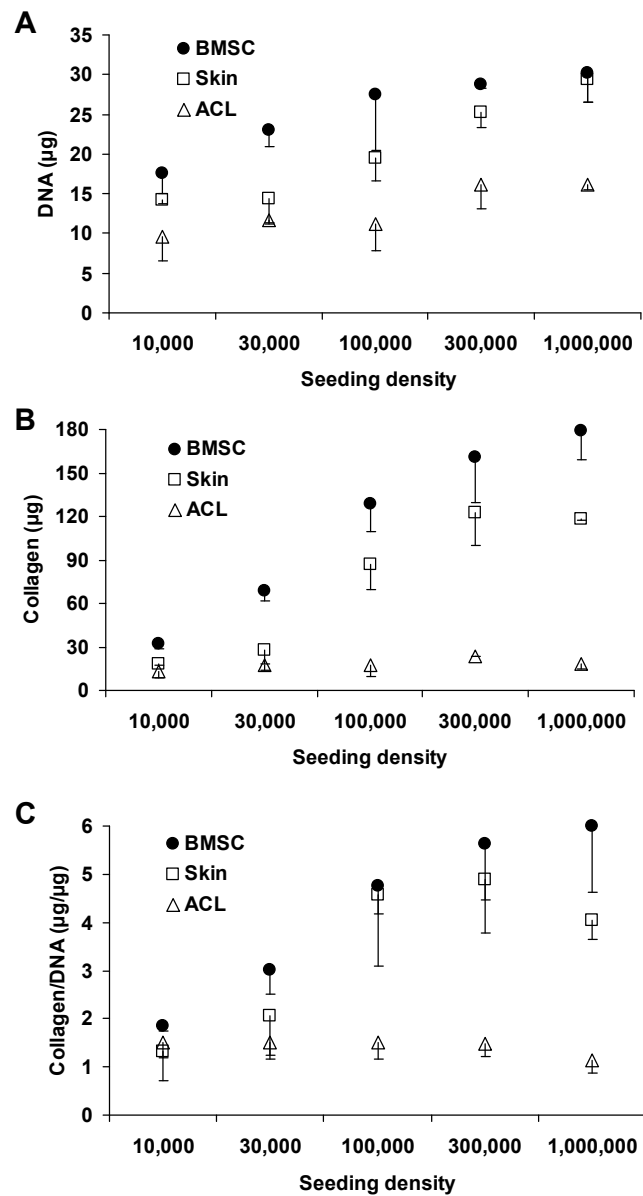 A
BMSC
Skin
ACL
DNA (µg)
35
30
25
20
15
10
5
0
10,000 30,000 100,000 300,000 1,000,000
Seeding density
B
BMSC
Skin
ACL
Collagen (µg)
180
150
120
90
60
30
0
10,000 30,000 100,000 300,000 1,000,000
Seeding density
C
BMSC
Skin
ACL
Collagen/DNA (µg/µg)
6
5
4
3
2
1
0
10,000 30,000 100,000 300,000 1,000,000
Seeding density